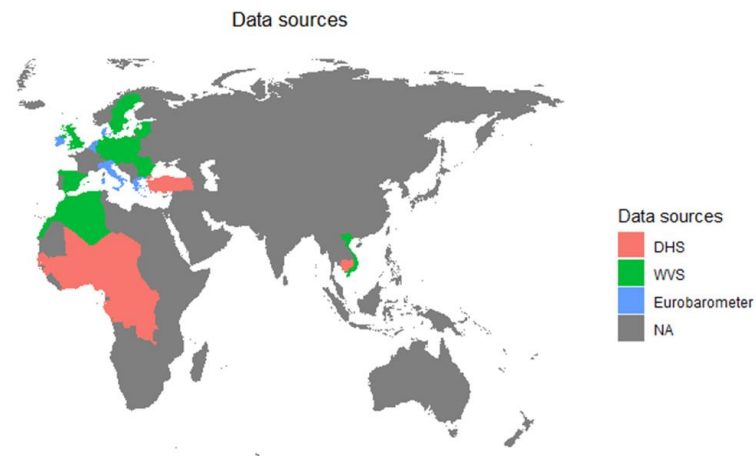 Data sources
Data sources
DHS
WVS
Eurobarometer
NA